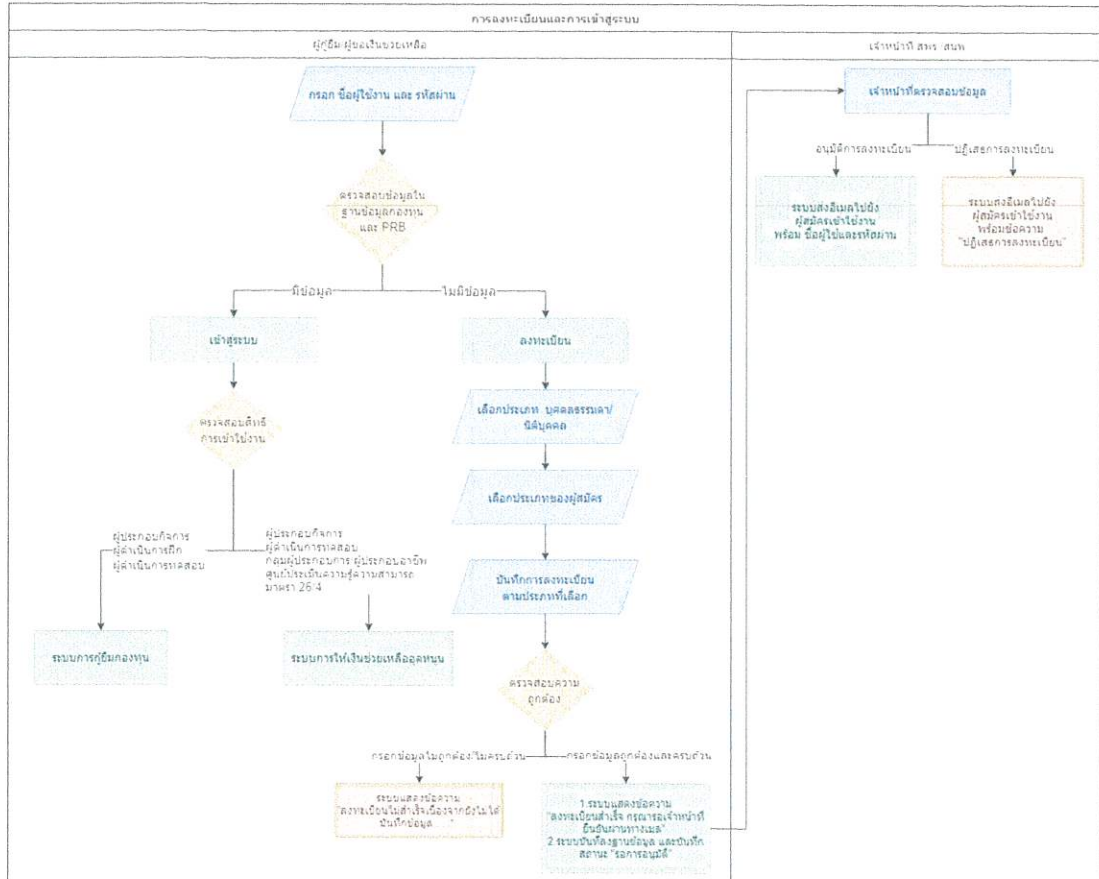 การลงทะเบียนและการเข้าสู่ระบบ
ผู้กู้ยืม/ผู้ขอเงินช่วยเหลือ
เจ้าหน้าที่ สพร./สนพ.
กรอก ชื่อผู้ใช้งาน และ รหัสผ่าน
ตรวจสอบข้อมูลใน
ฐานข้อมูลกองทุน
และ PRB
มีข้อมูล
ไม่มีข้อมูล
เข้าสู่ระบบ
ลงทะเบียน
ตรวจสอบสิทธิ
การเข้าใช้งาน
เลือกประเภท บุคคลธรรมดา/
นิติบุคคล
เลือกประเภทของผู้สมัคร
ผู้ประกอบกิจการ
ผู้ดำเนินการฝึก
ผู้ดำเนินการทดสอบ
ผู้ประกอบกิจการ
ผู้ดำเนินการทดสอบ
กลุ่มผู้ประกอบการ/ผู้ประกอบอาชีพ
ศูนย์ประเมินความรู้ความสามารถ
มาตรา 26/4
บันทึกการลงทะเบียน
ตามประเภทที่เลือก
ระบบการกู้ยืมกองทุน
ระบบการให้เงินช่วยเหลืออุดหนุน
ตรวจสอบความ
ถูกต้อง
กรอกข้อมูลไม่ถูกต้อง/ไม่ครบถ้วน
กรอกข้อมูลถูกต้องและครบถ้วน
ระบบแสดงข้อความ
"ลงทะเบียนไม่สำเร็จเนื่องจากยังไม่ได้
บันทึกข้อมูล....."
1.ระบบแสดงข้อความ
"ลงทะเบียนสำเร็จ กรุณารอเจ้าหน้าที่
ยืนยันผ่านทางเมล"
2.ระบบบันทึกลงฐานข้อมูล และบันทึก
สถานะ "รอการอนุมัติ"
เจ้าหน้าที่ตรวจสอบข้อมูล
อนุมัติการลงทะเบียน
ปฏิเสธการลงทะเบียน
ระบบส่งอีเมลไปยัง
ผู้สมัครเข้าใช้งาน
พร้อม ชื่อผู้ใช้และรหัสผ่าน
ระบบส่งอีเมลไปยัง
ผู้สมัครเข้าใช้งาน
พร้อมข้อความ
"ปฏิเสธการลงทะเบียน"